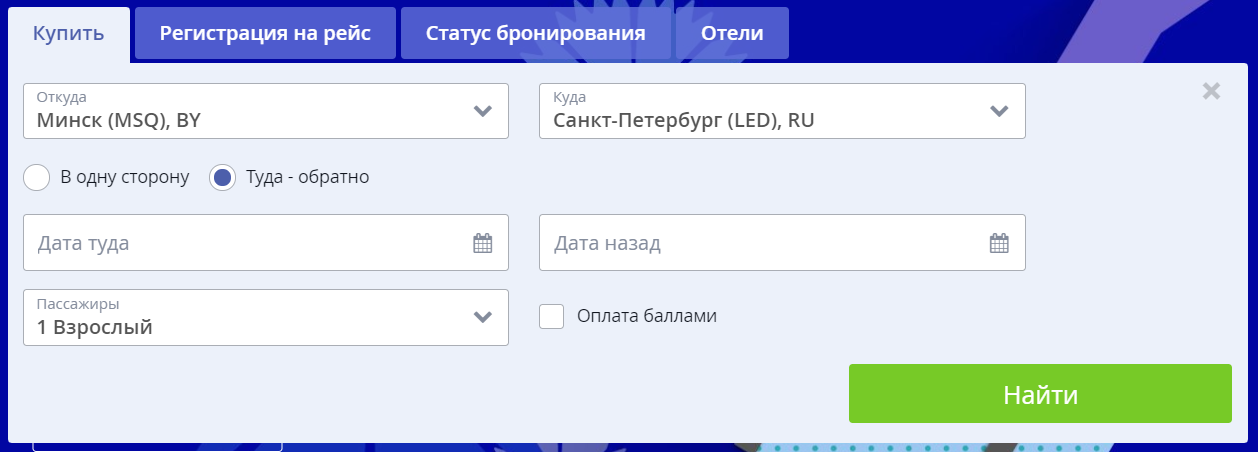 Купить
Регистрация на рейс
Статус бронирования
Отели
Откуда
Минск (MSQ), BY
Куда
Санкт-Петербург (LED), RU
В одну сторону
Туда - обратно
Дата туда
Дата назад
Пассажиры
1 Взрослый
Оплата баллами
Найти